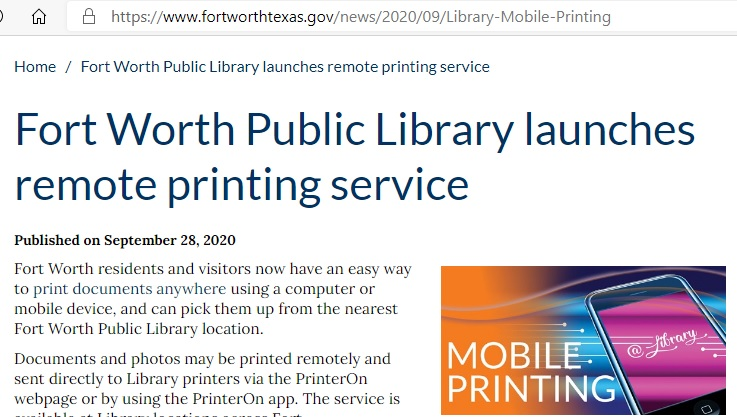 https://www.fortworthtexas.gov/news/2020/09/Library-Mobile-Printing
Home / Fort Worth Public Library launches remote printing service
Fort Worth Public Library launches
remote printing service
Published on September 28, 2020
Fort Worth residents and visitors now have an easy way
to print documents anywhere using a computer or
mobile device, and can pick them up from the nearest
Fort Worth Public Library location.
Documents and photos may be printed remotely and
sent directly to Library printers via the PrinterOn
webpage or by using the PrinterOn app. The service is
available at Library locations across Fort
MOBILE
PRINTING
@ Library